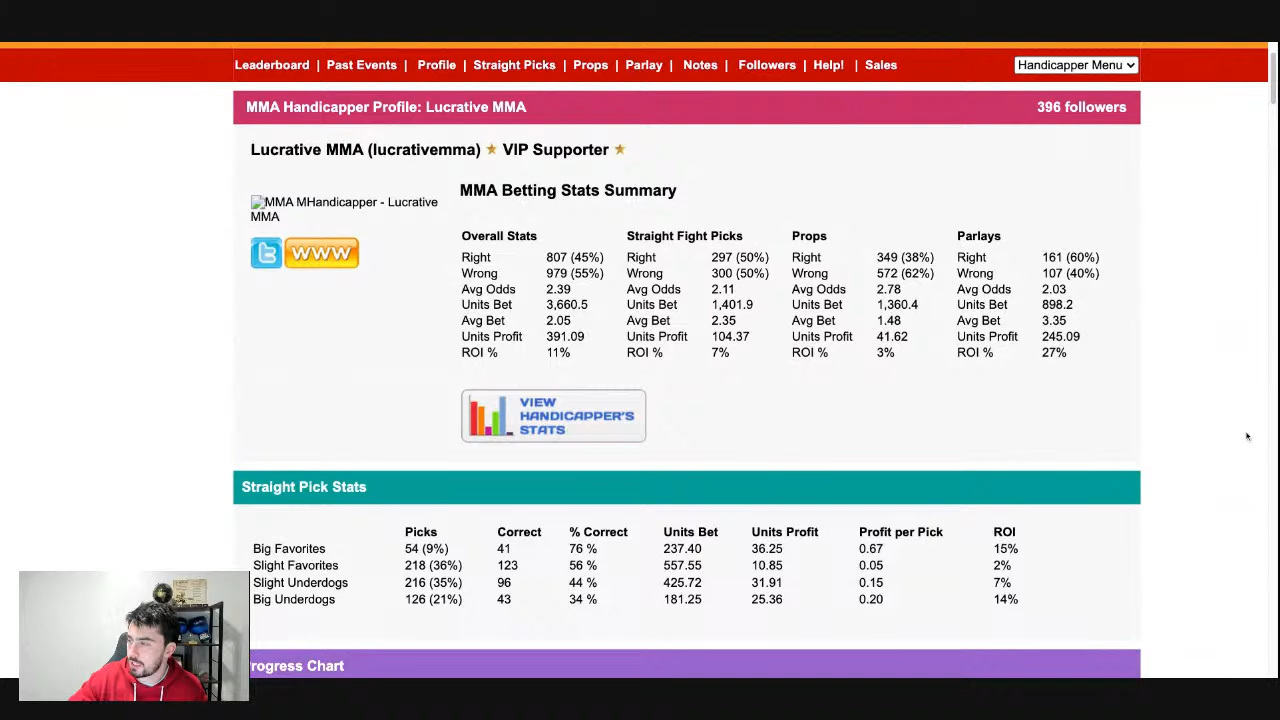 Leaderboard | Past Events | Profile | Straight Picks | Props | Parlay | Notes | Followers | Help! | Sales
Handicapper Menu
MMA Handicapper Profile: Lucrative MMA 396 followers
Lucrative MMA (lucrativemma) ★ VIP Supporter ★
MMA MHandicapper - Lucrative
MMA
WWW
MMA Betting Stats Summary
Overall Stats Straight Fight Picks Props Parlays
Right 807 (45%) Right 297 (50%) Right 349 (38%) Right 161 (60%)
Wrong 979 (55%) Wrong 300 (50%) Wrong 572 (62%) Wrong 107 (40%)
Avg Odds 2.39 Avg Odds 2.11 Avg Odds 2.78 Avg Odds 2.03
Units Bet 3,660.5 Units Bet 1,401.9 Units Bet 1,360.4 Units Bet 898.2
Avg Bet 2.05 Avg Bet 2.35 Avg Bet 1.48 Avg Bet 3.35
Units Profit 391.09 Units Profit 104.37 Units Profit 41.62 Units Profit 245.09
ROI % 11% ROI % 7% ROI % 3% ROI % 27%
VIEW
HANDICAPPER'S
STATS
Straight Pick Stats
Picks Correct % Correct Units Bet Units Profit Profit per Pick ROI
Big Favorites 54 (9%) 41 76 % 237.40 36.25 0.67 15%
Slight Favorites 218 (36%) 123 56 % 557.55 10.85 0.05 2%
Slight Underdogs 216 (35%) 96 44 % 425.72 31.91 0.15 7%
Big Underdogs 126 (21%) 43 34 % 181.25 25.36 0.20 14%
rogress Chart